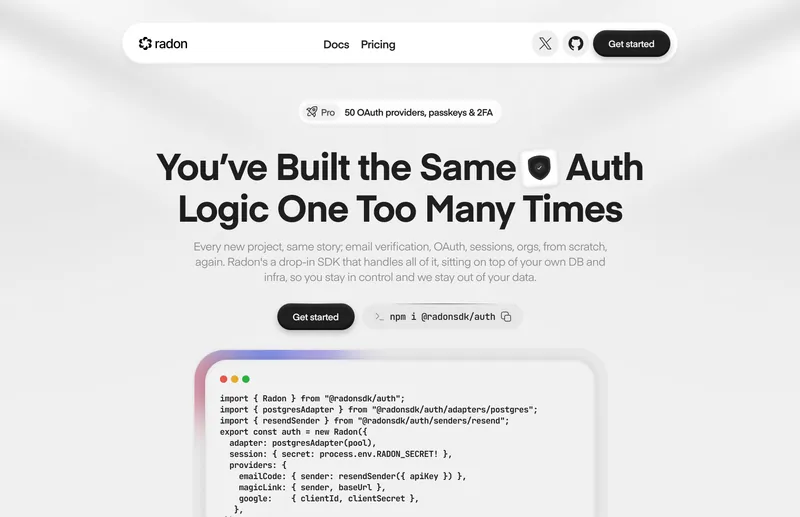 radon
Docs Pricing
Get started
Pro 50 OAuth providers, passkeys & 2FA
You’ve Built the Same Auth
Logic One Too Many Times
Every new project, same story; email verification, OAuth, sessions, orgs, from scratch,
again. Radon's a drop-in SDK that handles all of it, sitting on top of your own DB and
infra, so you stay in control and we stay out of your data.
Get started
>_ npm i @radonsdk/auth
import { Radon } from "@radonsdk/auth";
import { postgresAdapter } from "@radonsdk/auth/adapters/postgres";
import { resendSender } from "@radonsdk/auth/senders/resend";
export const auth = new Radon({
  adapter: postgresAdapter(pool),
  session: { secret: process.env.RADON_SECRET! },
  providers: {
    emailCode: { sender: resendSender({ apiKey }) },
    magicLink: { sender, baseUrl },
    google:    { clientId, clientSecret },
   },